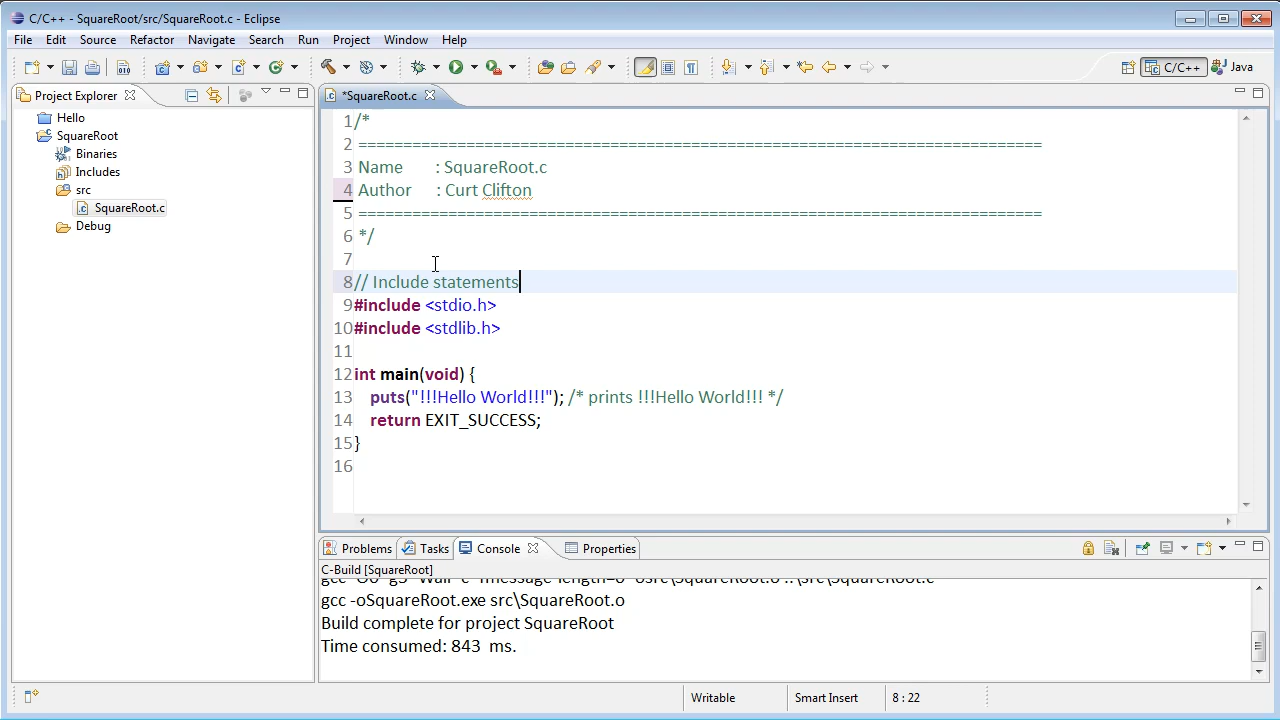 C/C++ - SquareRoot/src/SquareRoot.c - Eclipse
File Edit Source Refactor Navigate Search Run Project Window Help
C/C++ Java
Project Explorer
Hello
SquareRoot
Binaries
Includes
src
SquareRoot.c
Debug
*SquareRoot.c
1 /*
2 ============================================================================
3 Name : SquareRoot.c
4 Author : Curt Clifton
5 ============================================================================
6 */
7
8 // Include statements
9 #include <stdio.h>
10 #include <stdlib.h>
11
12 int main(void) {
13 puts("!!!Hello World!!!"); /* prints !!!Hello World!!! */
14 return EXIT_SUCCESS;
15 }
16
Problems Tasks Console Properties
C-Build [SquareRoot]
gcc -oSquareRoot.exe src\SquareRoot.o
Build complete for project SquareRoot
Time consumed: 843 ms.
Writable Smart Insert 8 : 22